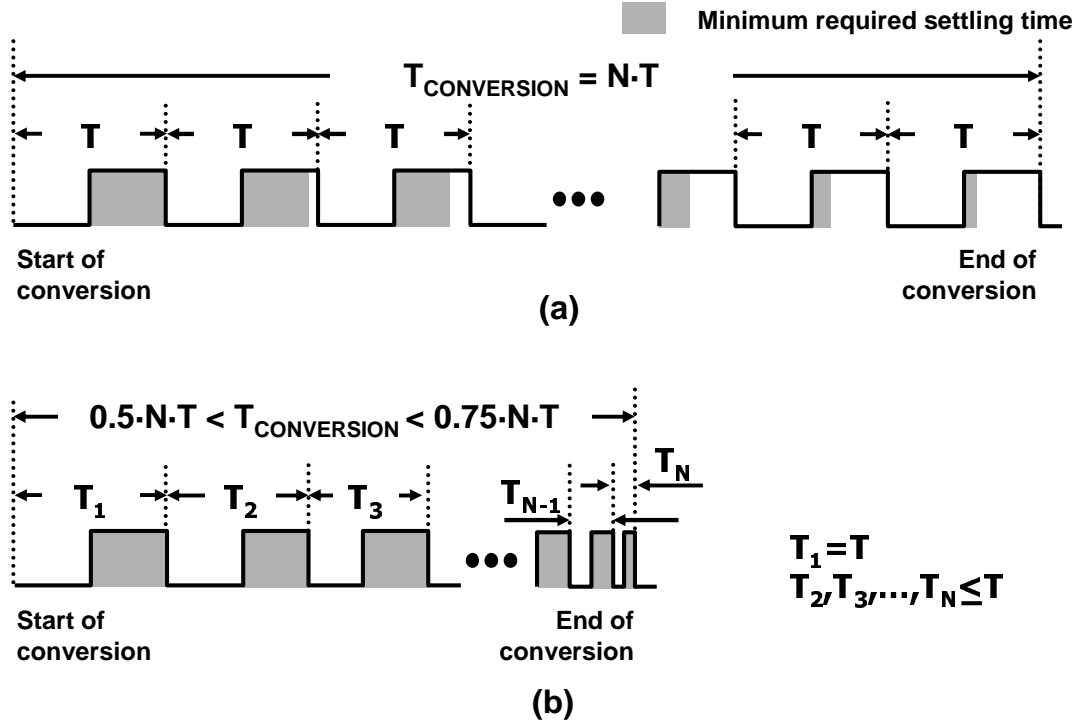 Minimum required settling time
T_CONVERSION = N·T
T T T T T
Start of
conversion
End of
conversion
(a)
0.5·N·T < T_CONVERSION < 0.75·N·T
T_1 T_2 T_3 T_N-1 T_N
T_1=T
T_2,T_3,...,T_N≤T
Start of
conversion
End of
conversion
(b)